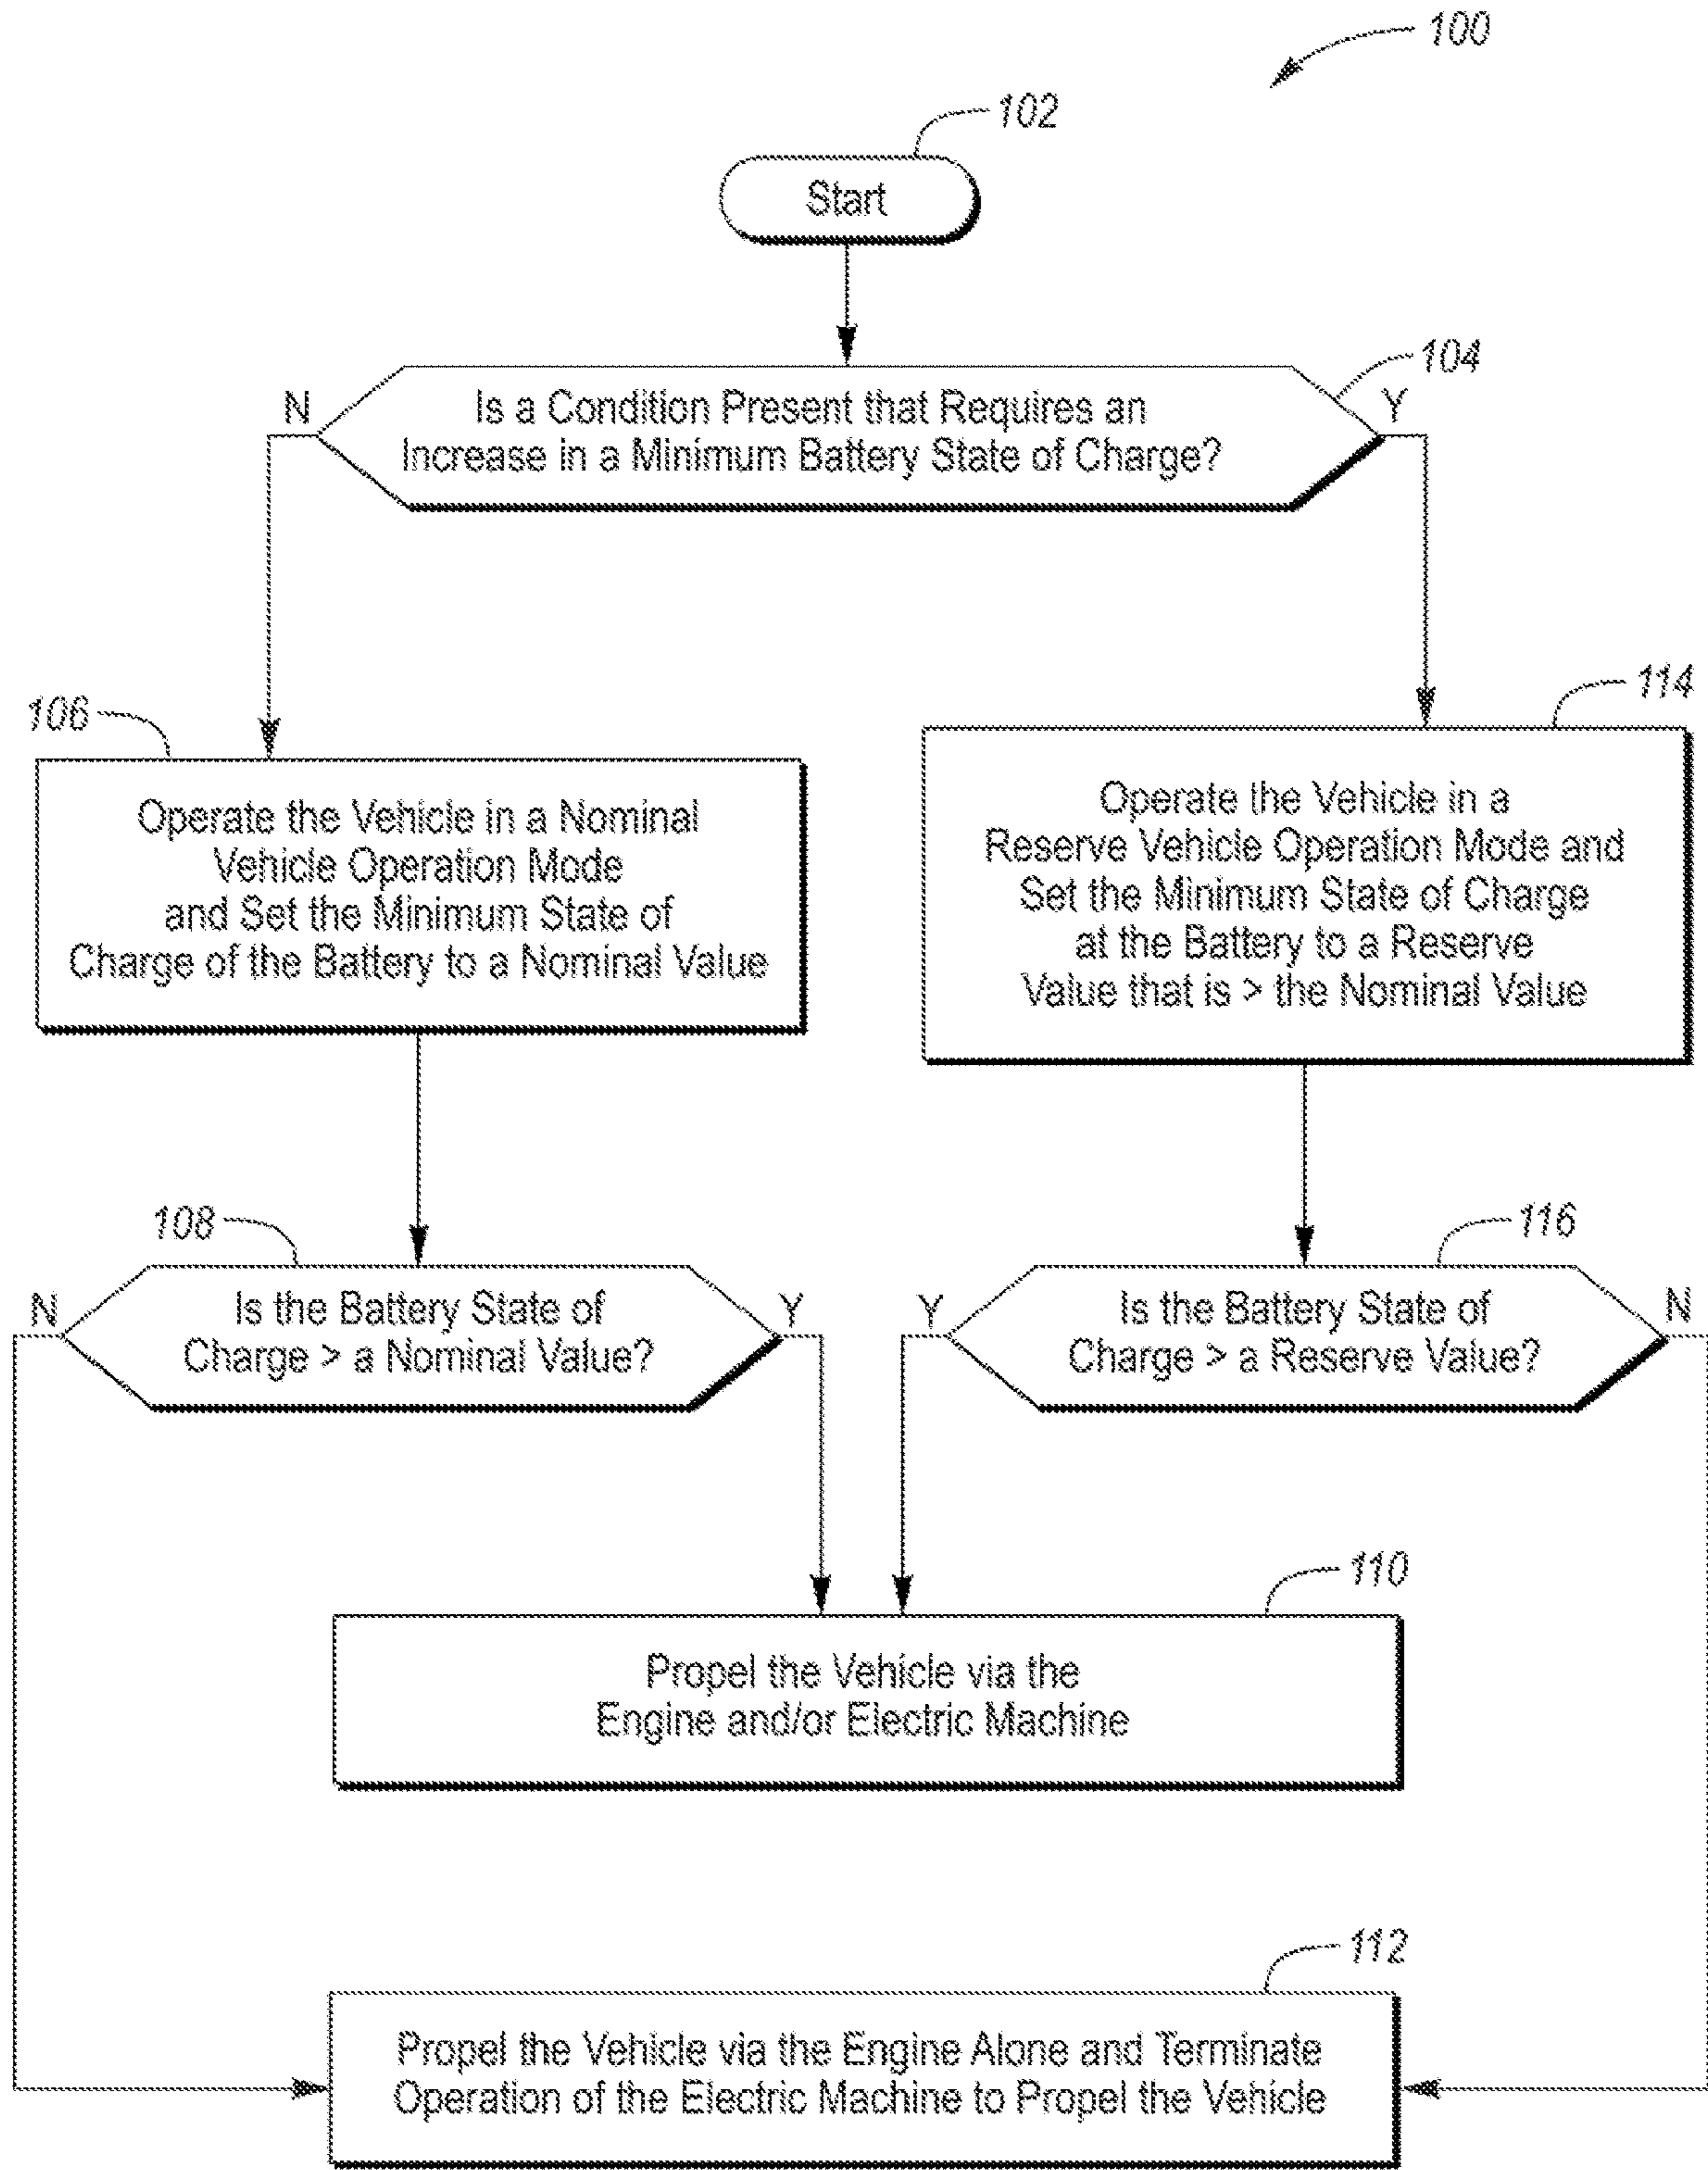 100
102
Start
104
N
Y
Is a Condition Present that Requires an
Increase in a Minimum Battery State of Charge?
106
114
Operate the Vehicle in a Nominal
Vehicle Operation Mode
and Set the Minimum State of
Charge of the Battery to a Nominal Value
Operate the Vehicle in a
Reserve Vehicle Operation Mode and
Set the Minimum State of Charge
at the Battery to a Reserve
Value that is > the Nominal Value
108
116
N
Is the Battery State of
Charge > a Nominal Value?
Y
Y
Is the Battery State of
Charge > a Reserve Value?
N
110
Propel the Vehicle via the
Engine and/or Electric Machine
112
Propel the Vehicle via the Engine Alone and Terminate
Operation of the Electric Machine to Propel the Vehicle